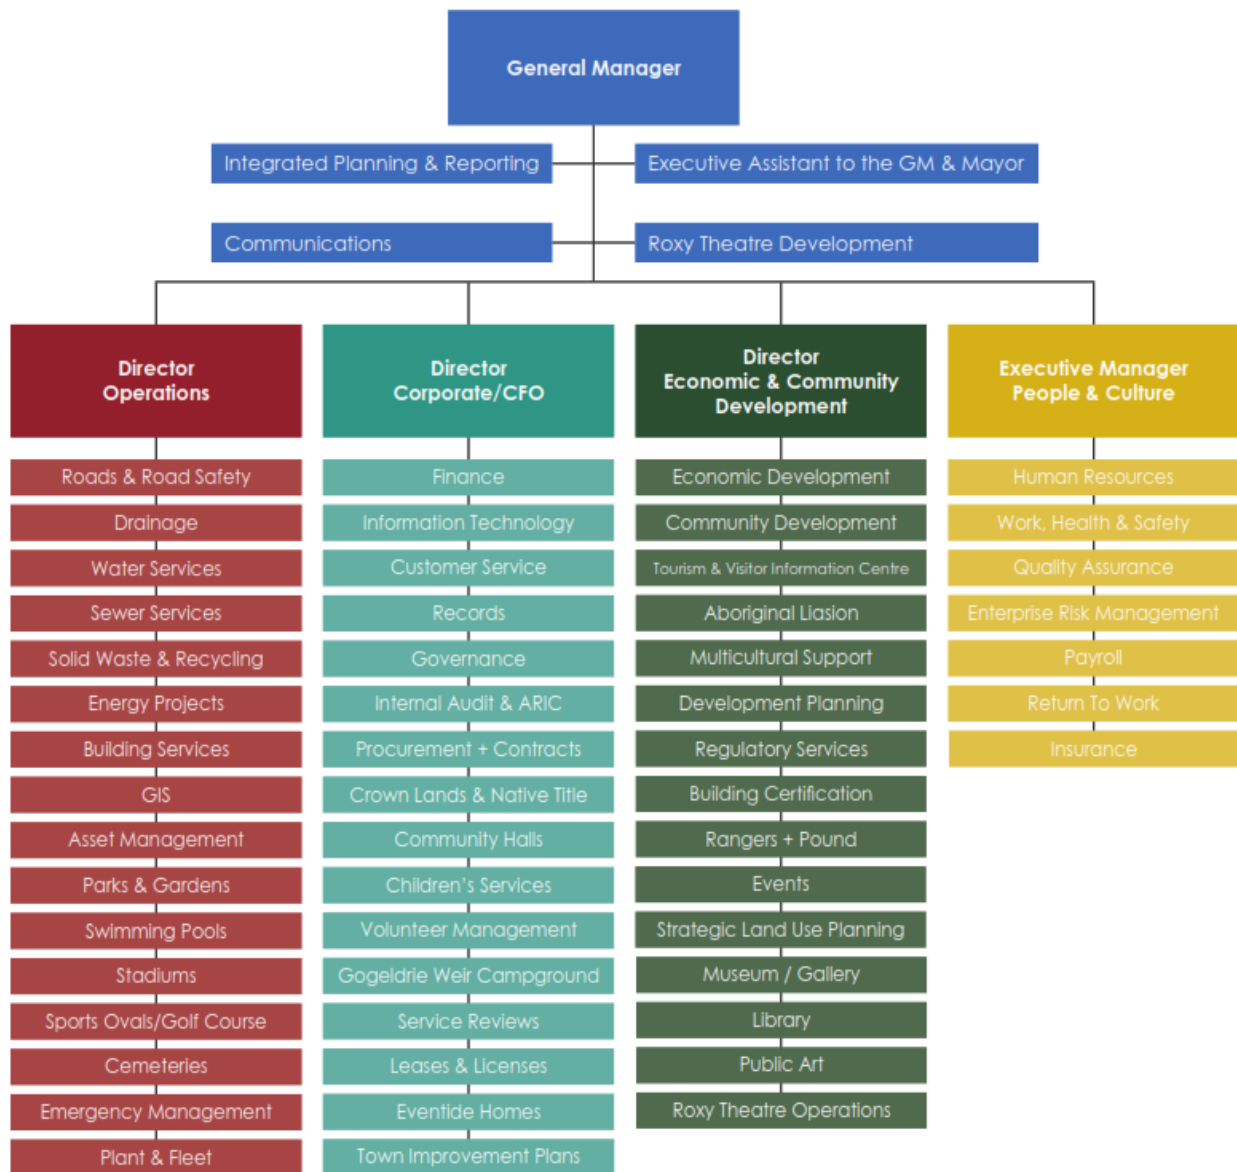 General Manager
Integrated Planning & Reporting
Executive Assistant to the GM & Mayor
Communications
Roxy Theatre Development
Director
Operations
Roads & Road Safety
Drainage
Water Services
Sewer Services
Solid Waste & Recycling
Energy Projects
Building Services
GIS
Asset Management
Parks & Gardens
Swimming Pools
Stadiums
Sports Ovals/Golf Course
Cemeteries
Emergency Management
Plant & Fleet
Director
Corporate/CFO
Finance
Information Technology
Customer Service
Records
Governance
Internal Audit & ARIC
Procurement + Contracts
Crown Lands & Native Title
Community Halls
Children's Services
Volunteer Management
Gogeldrie Weir Campground
Service Reviews
Leases & Licenses
Eventide Homes
Town Improvement Plans
Director
Economic & Community
Development
Economic Development
Community Development
Tourism & Visitor Information Centre
Aboriginal Liasion
Multicultural Support
Development Planning
Regulatory Services
Building Certification
Rangers + Pound
Events
Strategic Land Use Planning
Museum / Gallery
Library
Public Art
Roxy Theatre Operations
Executive Manager
People & Culture
Human Resources
Work, Health & Safety
Quality Assurance
Enterprise Risk Management
Payroll
Return To Work
Insurance